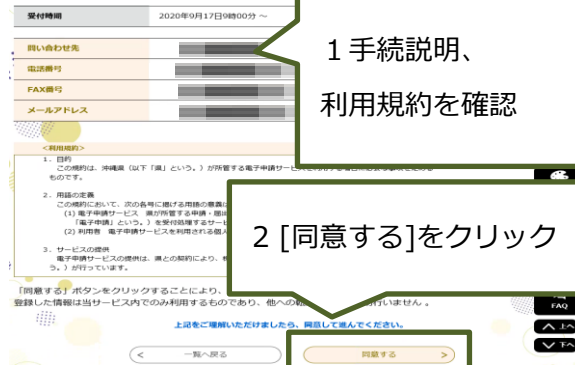 受付時間 2020年9月17日9時00分 ～
問い合わせ先
電話番号
FAX番号
メールアドレス
1 手続説明、
利用規約を確認
<利用規約>
1. 目的
この規約は、沖縄県（以下「県」という。）が所管する電子申請サービス
ものです。
2. 用語の定義
この規約において、次の各号に掲げる用語の意義は
(1) 電子申請サービス 県が所管する申請・届出
「電子申請」という。）を受付処理するサー
(2) 利用者 電子申請サービスを利用される個人
3. サービスの提供
電子申請サービスの提供は、県との契約により、
う。）が行っています。
2 [同意する]をクリック
「同意する」ボタンをクリックすることにより、
登録した情報は当サービス内でのみ利用するものであり、他への転 行いません。
上記をご理解いただけましたら、同意して進んでください。
< 一覧へ戻る
同意する >
FAQ
上へ
下へ